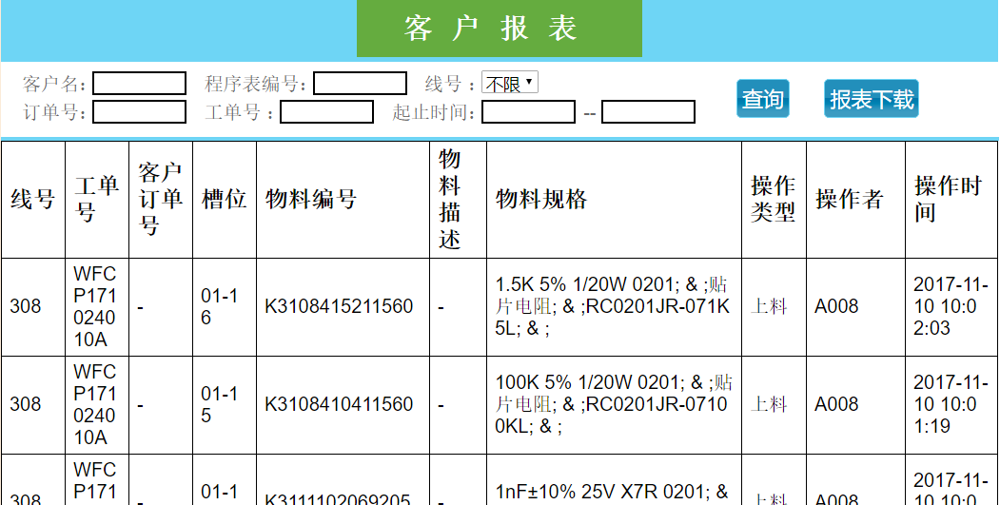 客户报表
客户名: 程序表编号: 线号: 不限
订单号: 工单号: 起止时间: --
查询 报表下载
线号 工单号 客户订单号 槽位 物料编号 物料描述 物料规格 操作类型 操作者 操作时间
308 WFCP171024010A - 01-16 K3108415211560 - 1.5K 5% 1/20W 0201; & ;贴片电阻; & ;RC0201JR-071K5L; & ; 上料 A008 2017-11-10 10:02:03
308 WFCP171024010A - 01-15 K3108410411560 - 100K 5% 1/20W 0201; & ;贴片电阻; & ;RC0201JR-07100KL; & ; 上料 A008 2017-11-10 10:01:19
308 WFCP171 - 01-1 K3111102069205 - 1nF±10% 25V X7R 0201; & 上料 A008 2017-11-10 10:0